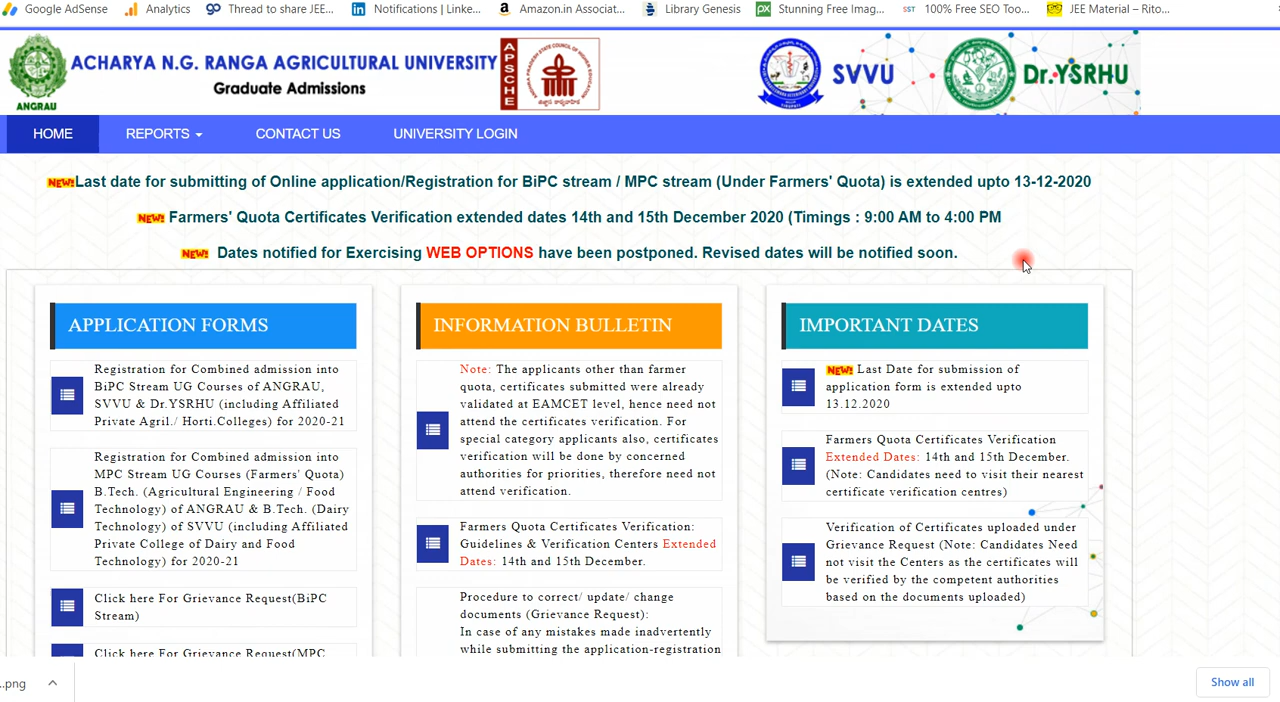 Google AdSense Analytics Thread to share JEE... Notifications | Linke... Amazon.in Associat... Library Genesis Stunning Free Imag... 100% Free SEO Too... JEE Material – Rito...
ACHARYA N.G. RANGA AGRICULTURAL UNIVERSITY
Graduate Admissions
ANGRAU
APSCHE
SVVU
Dr.YSRHU
HOME REPORTS CONTACT US UNIVERSITY LOGIN
NEW! Last date for submitting of Online application/Registration for BiPC stream / MPC stream (Under Farmers' Quota) is extended upto 13-12-2020
NEW! Farmers' Quota Certificates Verification extended dates 14th and 15th December 2020 (Timings : 9:00 AM to 4:00 PM
NEW! Dates notified for Exercising WEB OPTIONS have been postponed. Revised dates will be notified soon.
APPLICATION FORMS
Registration for Combined admission into
BiPC Stream UG Courses of ANGRAU,
SVVU & Dr.YSRHU (including Affiliated
Private Agril./ Horti.Colleges) for 2020-21
Registration for Combined admission into
MPC Stream UG Courses (Farmers' Quota)
B.Tech. (Agricultural Engineering / Food
Technology) of ANGRAU & B.Tech. (Dairy
Technology) of SVVU (including Affiliated
Private College of Dairy and Food
Technology) for 2020-21
Click here For Grievance Request(BiPC
Stream)
Click here For Grievance Request(MPC
INFORMATION BULLETIN
Note: The applicants other than farmer
quota, certificates submitted were already
validated at EAMCET level, hence need not
attend the certificates verification. For
special category applicants also, certificates
verification will be done by concerned
authorities for priorities, therefore need not
attend verification.
Farmers Quota Certificates Verification:
Guidelines & Verification Centers Extended
Dates: 14th and 15th December.
Procedure to correct/ update/ change
documents (Grievance Request):
In case of any mistakes made inadvertently
while submitting the application-registration
IMPORTANT DATES
NEW! Last Date for submission of
application form is extended upto
13.12.2020
Farmers Quota Certificates Verification
Extended Dates: 14th and 15th December.
(Note: Candidates need to visit their nearest
certificate verification centres)
Verification of Certificates uploaded under
Grievance Request (Note: Candidates Need
not visit the Centers as the certificates will
be verified by the competent authorities
based on the documents uploaded)
..png
Show all